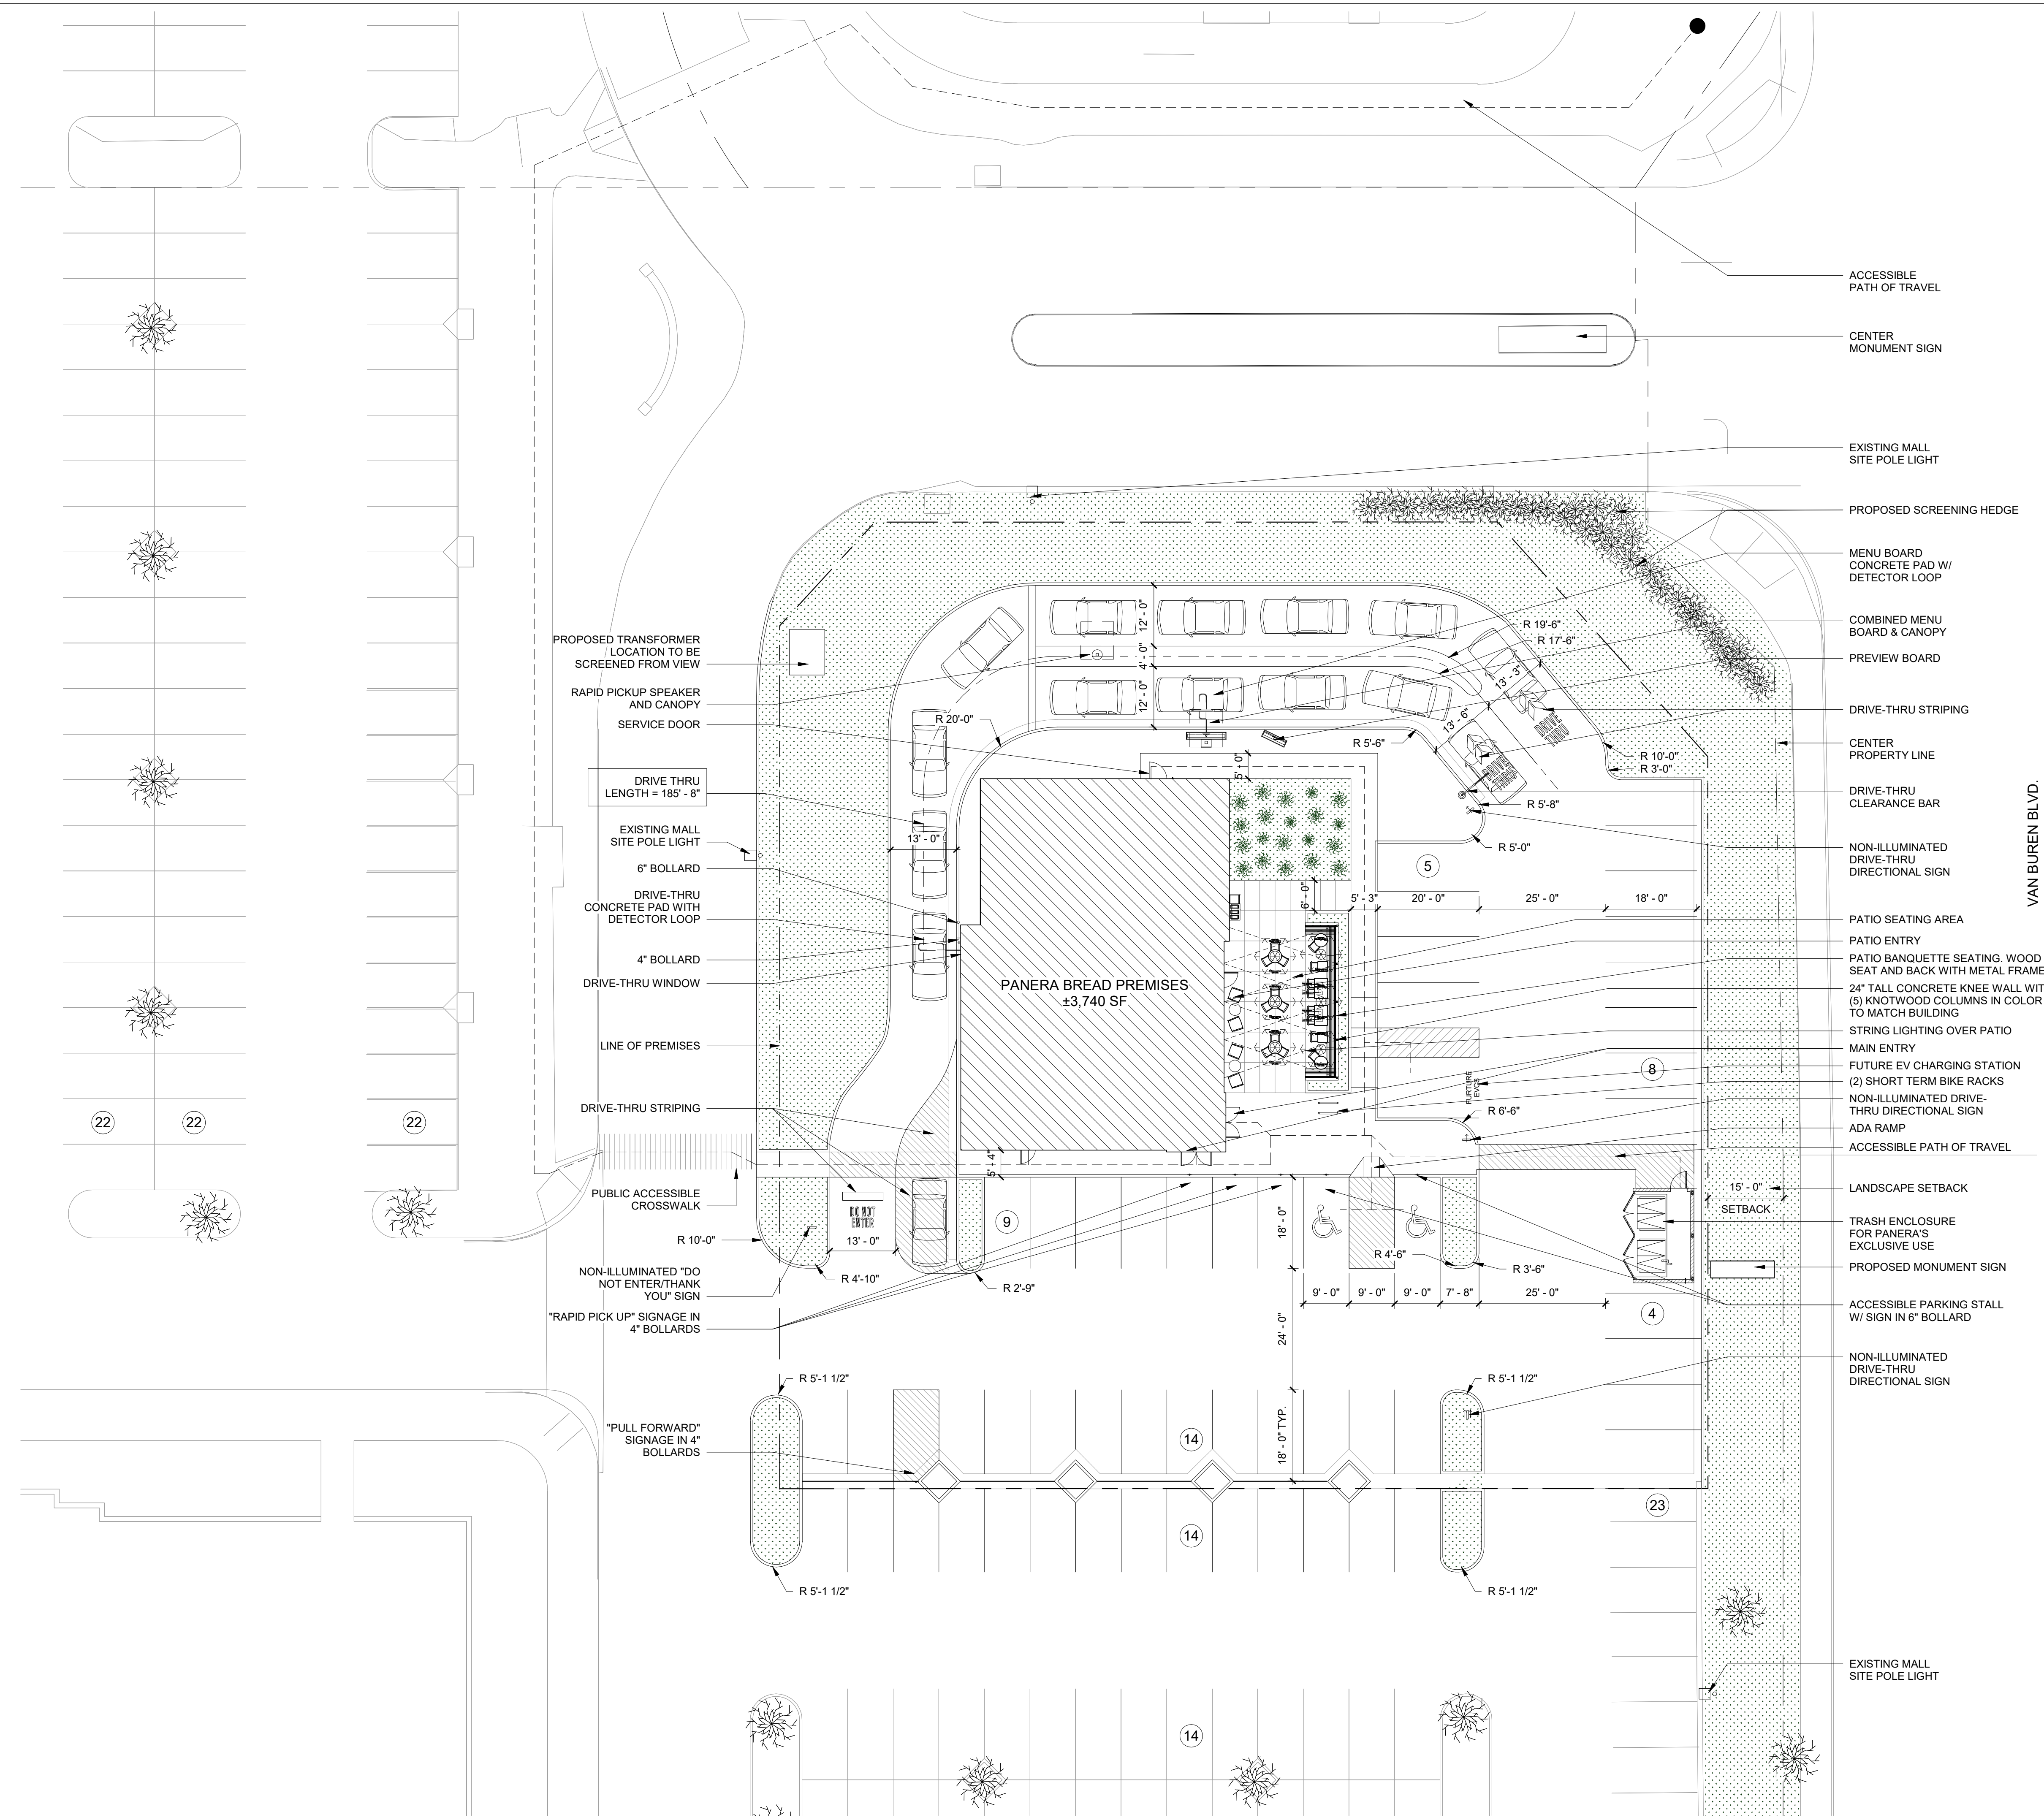 ACCESSIBLE
PATH OF TRAVEL
CENTER
MONUMENT SIGN
EXISTING MALL
SITE POLE LIGHT
PROPOSED SCREENING HEDGE
MENU BOARD
CONCRETE PAD W/
DETECTOR LOOP
COMBINED MENU
BOARD & CANOPY
PREVIEW BOARD
DRIVE-THRU STRIPING
CENTER
PROPERTY LINE
DRIVE-THRU
CLEARANCE BAR
NON-ILLUMINATED
DRIVE-THRU
DIRECTIONAL SIGN
PATIO SEATING AREA
PATIO ENTRY
PATIO BANQUETTE SEATING. WOOD
SEAT AND BACK WITH METAL FRAME
24" TALL CONCRETE KNEE WALL WIT
(5) KNOTWOOD COLUMNS IN COLOR
TO MATCH BUILDING
STRING LIGHTING OVER PATIO
MAIN ENTRY
FUTURE EV CHARGING STATION
(2) SHORT TERM BIKE RACKS
NON-ILLUMINATED DRIVE-
THRU DIRECTIONAL SIGN
ADA RAMP
ACCESSIBLE PATH OF TRAVEL
LANDSCAPE SETBACK
TRASH ENCLOSURE
FOR PANERA'S
EXCLUSIVE USE
PROPOSED MONUMENT SIGN
ACCESSIBLE PARKING STALL
W/ SIGN IN 6" BOLLARD
NON-ILLUMINATED
DRIVE-THRU
DIRECTIONAL SIGN
EXISTING MALL
SITE POLE LIGHT
VAN BUREN BLVD.
PROPOSED TRANSFORMER
LOCATION TO BE
SCREENED FROM VIEW
RAPID PICKUP SPEAKER
AND CANOPY
SERVICE DOOR
DRIVE THRU
LENGTH = 185' - 8"
EXISTING MALL
SITE POLE LIGHT
6" BOLLARD
DRIVE-THRU
CONCRETE PAD WITH
DETECTOR LOOP
4" BOLLARD
DRIVE-THRU WINDOW
LINE OF PREMISES
DRIVE-THRU STRIPING
PUBLIC ACCESSIBLE
CROSSWALK
R 10'-0"
NON-ILLUMINATED "DO
NOT ENTER/THANK
YOU" SIGN
"RAPID PICK UP" SIGNAGE IN
4" BOLLARDS
"PULL FORWARD"
SIGNAGE IN 4"
BOLLARDS
12' - 0"
4' - 0"
12' - 0"
R 19'-6"
R 17'-6"
13' - 3"
13' - 6"
DRIVE
THRU
R 20'-0"
R 5'-6"
R 10'-0"
R 3'-0"
5' - 0"
R 5'-8"
R 5'-0"
13' - 0"
5
6' - 0"
5' - 3"
20' - 0"
25' - 0"
18' - 0"
PANERA BREAD PREMISES
±3,740 SF
FURTURE
EVCS
8
R 6'-6"
22
22
22
5' - 4"
DO NOT
ENTER
13' - 0"
9
18' - 0"
15' - 0"
SETBACK
R 4'-10"
R 2'-9"
R 4'-6"
R 3'-6"
9' - 0"
9' - 0"
9' - 0"
7' - 8"
25' - 0"
4
24' - 0"
R 5'-1 1/2"
R 5'-1 1/2"
18' - 0" TYP.
14
23
14
R 5'-1 1/2"
R 5'-1 1/2"
14